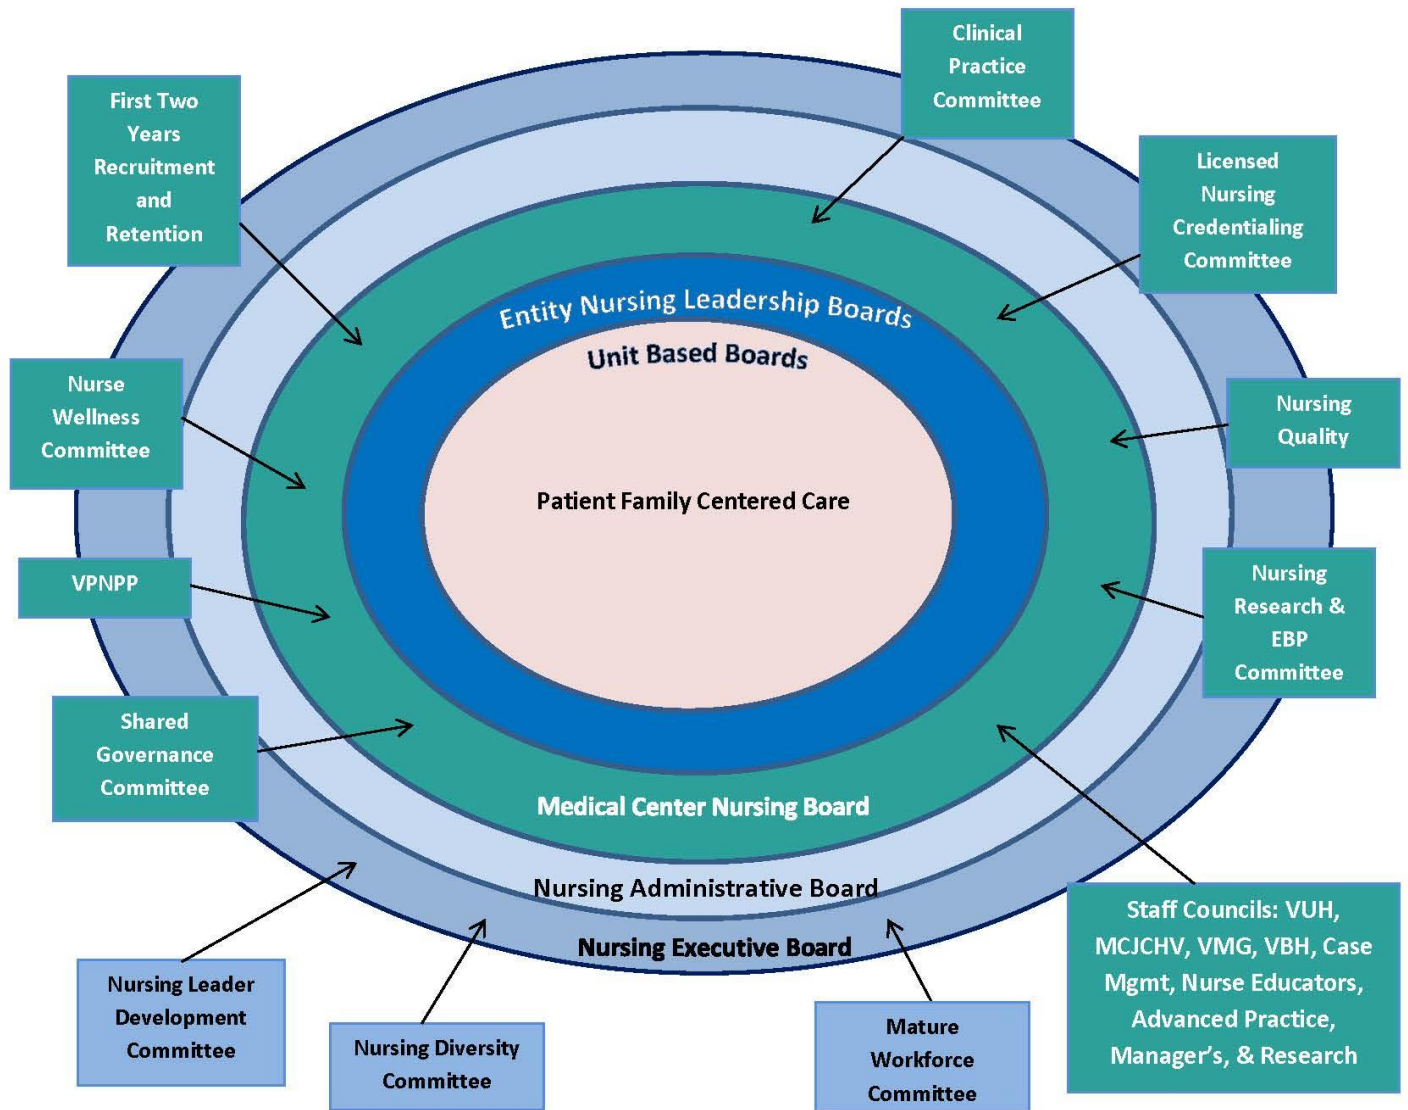 Clinical
Practice
Committee
First Two
Years
Recruitment
and
Retention
Licensed
Nursing
Credentialing
Committee
Entity Nursing Leadership Boards
Unit Based Boards
Nurse
Wellness
Committee
Nursing
Quality
Patient Family Centered Care
VPNPP
Nursing
Research &
EBP
Committee
Shared
Governance
Committee
Medical Center Nursing Board
Nursing Administrative Board
Nursing Executive Board
Staff Councils: VUH,
MCJCHV, VMG, VBH, Case
Mgmt, Nurse Educators,
Advanced Practice,
Manager's, & Research
Nursing Leader
Development
Committee
Nursing Diversity
Committee
Mature
Workforce
Committee